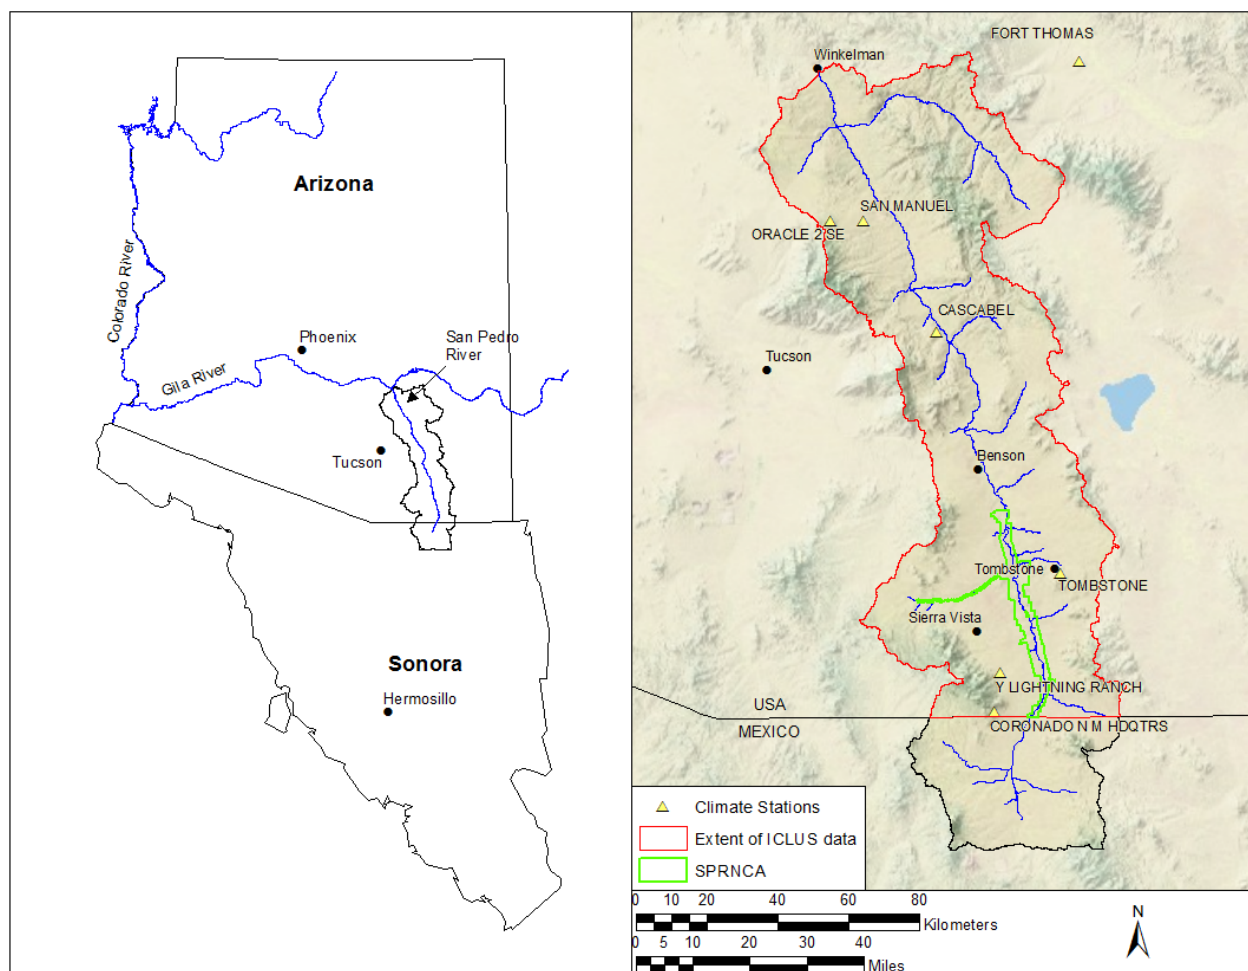 Arizona
Colorado River
Phoenix
San Pedro
River
Gila River
Tucson
Sonora
Hermosillo
FORT THOMAS
Winkelman
SAN MANUEL
ORACLE 2 SE
CASCABEL
Tucson
Benson
Tombstone
TOMBSTONE
Sierra Vista
Y LIGHTNING RANCH
USA
MEXICO
CORONADO N M HDQTRS
Climate Stations
Extent of ICLUS data
SPRNCA
0 10 20 40 60 80
Kilometers
0 5 10 20 30 40
Miles
N